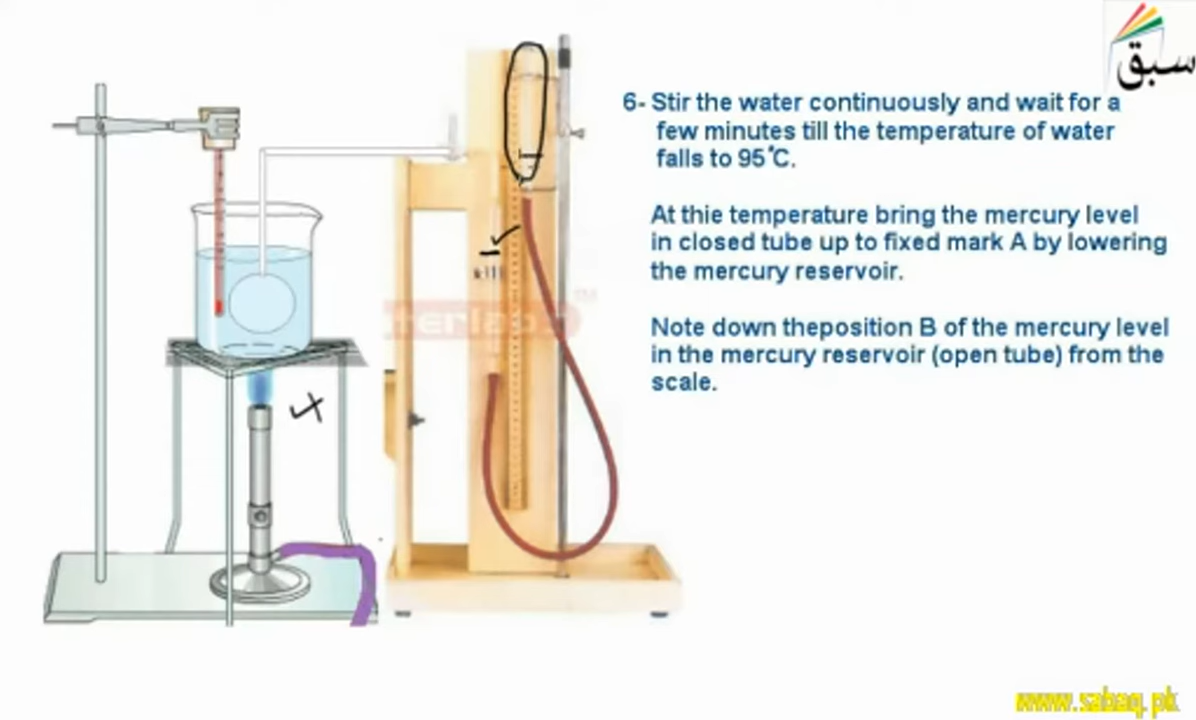 سبق
6- Stir the water continuously and wait for a
few minutes till the temperature of water
falls to 95°C.
At thie temperature bring the mercury level
in closed tube up to fixed mark A by lowering
the mercury reservoir.
Note down theposition B of the mercury level
in the mercury reservoir (open tube) from the
scale.
www.sabaq.pk